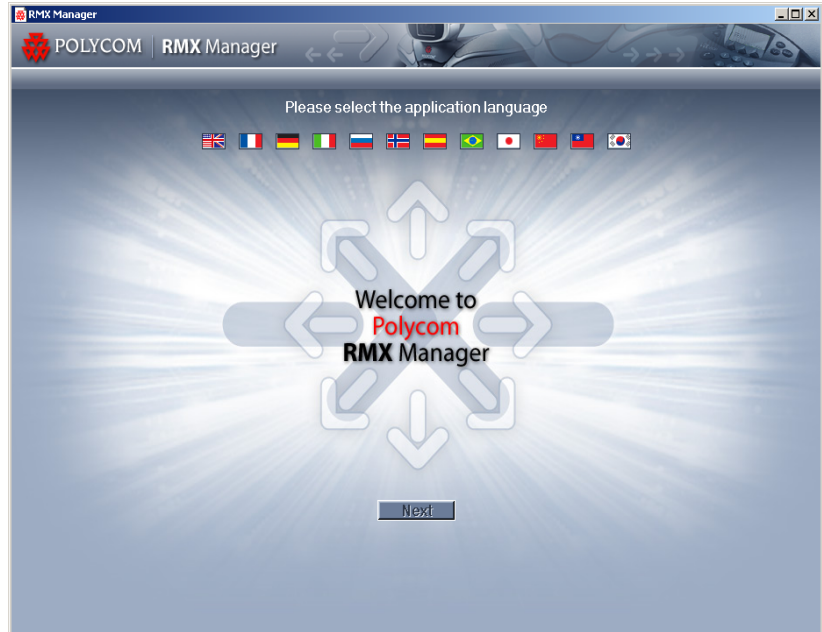 RMX Manager
POLYCOM | RMX Manager
Please select the application language
Welcome to
Polycom
RMX Manager
Next